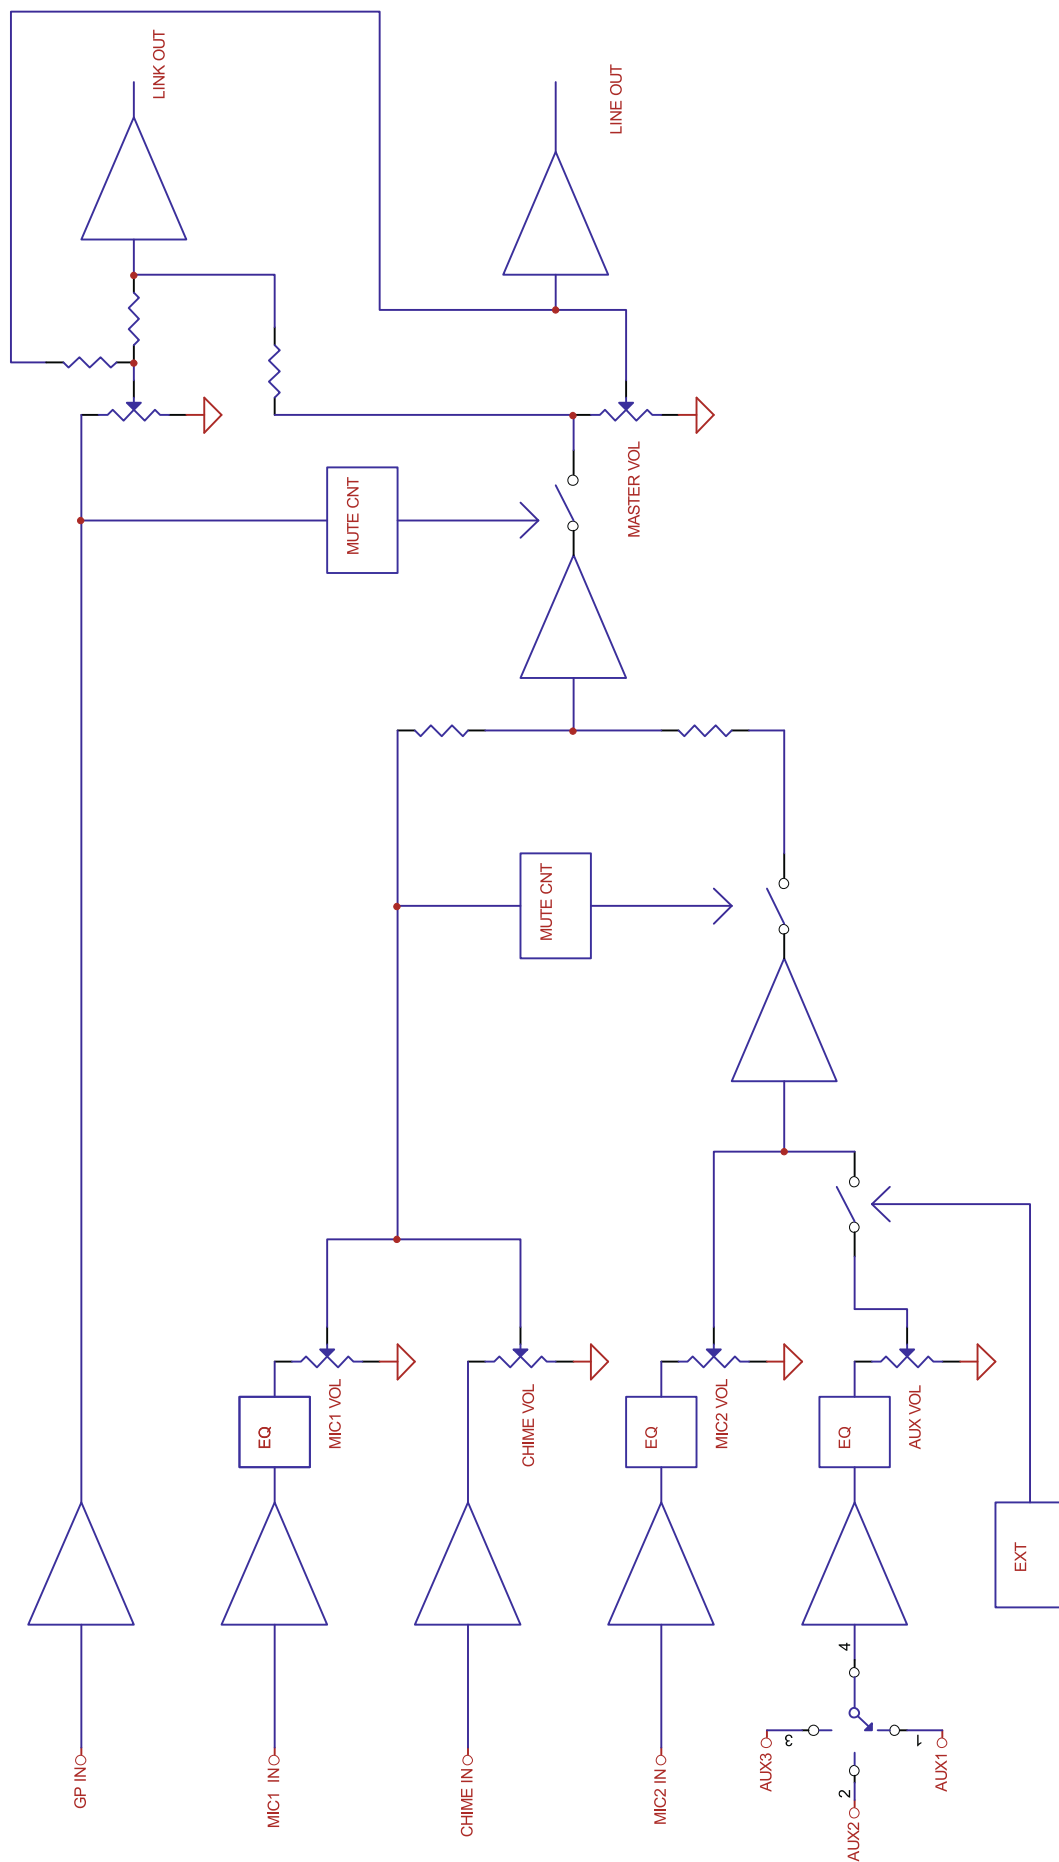 LINK OUT
LINE OUT
MUTE CNT
MASTER VOL
MUTE CNT
MIC1 VOL
CHIME VOL
MIC2 VOL
AUX VOL
EQ
EQ
EQ
EXT
GP IN
MIC1 IN
CHIME IN
MIC2 IN
4
3
1
2
AUX3
AUX1
AUX2